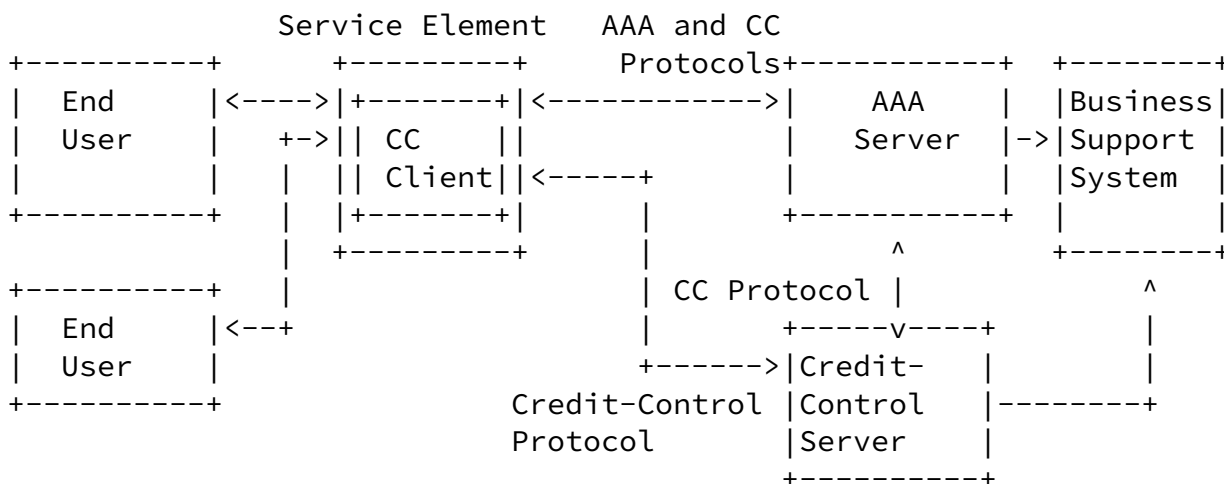 Service Element AAA and CC
Protocols
End AAA Business
User CC Server Support
Client System
CC Protocol
End
User Credit-
Credit-Control Control
Protocol Server